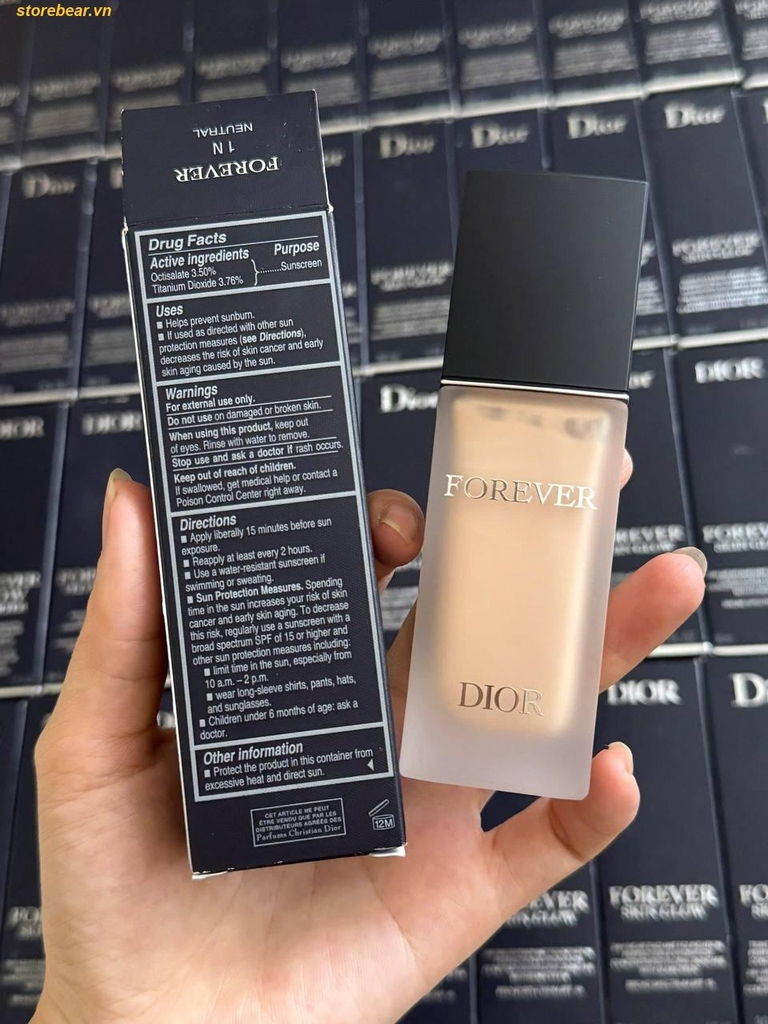 storebear.vn
FOREVER
1N
NEUTRAL
Drug Facts
Active ingredients Purpose
Octisalate 3.50%
Titanium Dioxide 3.76% }.........Sunscreen
Uses
■ Helps prevent sunburn.
■ If used as directed with other sun
protection measures (see Directions),
decreases the risk of skin cancer and early
skin aging caused by the sun.
Warnings
For external use only.
Do not use on damaged or broken skin.
When using this product, keep out
of eyes. Rinse with water to remove.
Stop use and ask a doctor if rash occurs.
Keep out of reach of children.
If swallowed, get medical help or contact a
Poison Control Center right away.
Directions
■ Apply liberally 15 minutes before sun
exposure.
■ Reapply at least every 2 hours.
■ Use a water-resistant sunscreen if
swimming or sweating.
■ Sun Protection Measures. Spending
time in the sun increases your risk of skin
cancer and early skin aging. To decrease
this risk, regularly use a sunscreen with a
broad spectrum SPF of 15 or higher and
other sun protection measures including:
■ limit time in the sun, especially from
10 a.m. – 2 p.m.
■ wear long-sleeve shirts, pants, hats,
and sunglasses.
■ Children under 6 months of age: ask a
doctor.
Other information
■ Protect the product in this container from
excessive heat and direct sun.
CET ARTICLE NE PEUT
ÊTRE VENDU QUE PAR LES
DISTRIBUTEURS AGRÉÉS DES
Parfums Christian Dior
12M
FOREVER
DIOR
Dior
Dior
Dior
Dior
Dior
DIOR
DIOR
DIOR
FOREVER
SKIN GLOW